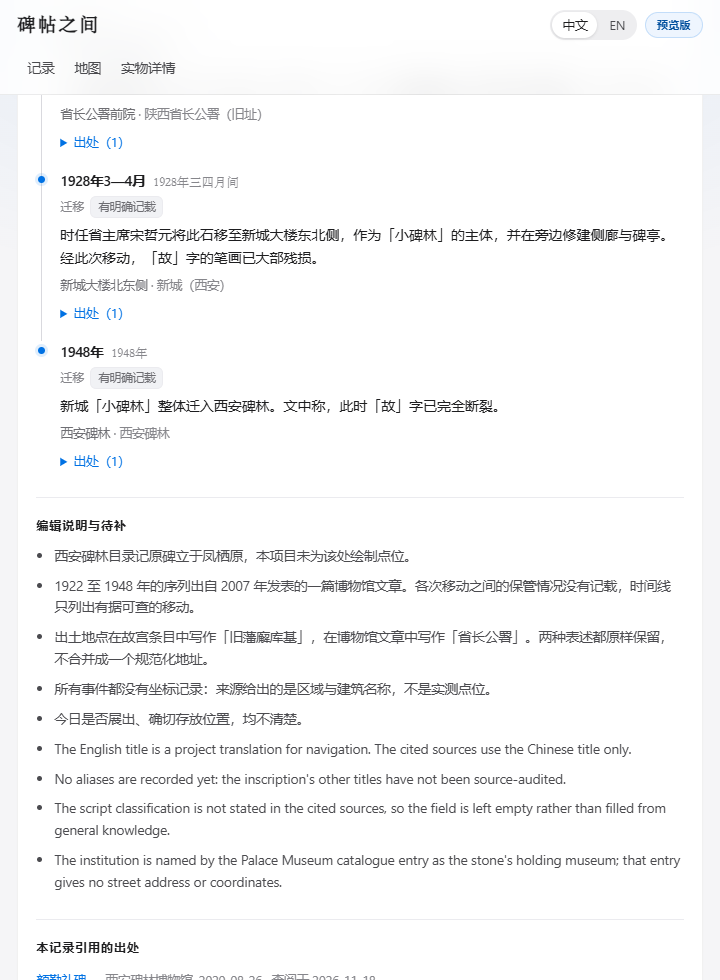 碑帖之间
中文 EN 预览版
记录 地图 实物详情
省长公署前院 · 陕西省长公署（旧址）
▶ 出处（1）
1928年3—4月 1928年三四月间
迁移 有明确记载
时任省主席宋哲元将此石移至新城大楼东北侧，作为「小碑林」的主体，并在旁边修建侧廊与碑亭。
经此次移动，「故」字的笔画已大部残损。
新城大楼北东侧 · 新城（西安）
▶ 出处（1）
1948年 1948年
迁移 有明确记载
新城「小碑林」整体迁入西安碑林。文中称，此时「故」字已完全断裂。
西安碑林 · 西安碑林
▶ 出处（1）
编辑说明与待补
西安碑林目录记原碑立于凤栖原，本项目未为该处绘制点位。
1922 至 1948 年的序列出自 2007 年发表的一篇博物馆文章。各次移动之间的保管情况没有记载，时间线
只列出有据可查的移动。
出土地点在故宫条目中写作「旧藩廨库基」，在博物馆文章中写作「省长公署」。两种表述都原样保留，
不合并成一个规范化地址。
所有事件都没有坐标记录：来源给出的是区域与建筑名称，不是实测点位。
今日是否展出、确切存放位置，均不清楚。
The English title is a project translation for navigation. The cited sources use the Chinese title only.
No aliases are recorded yet: the inscription's other titles have not been source-audited.
The script classification is not stated in the cited sources, so the field is left empty rather than filled from
general knowledge.
The institution is named by the Palace Museum catalogue entry as the stone's holding museum; that entry
gives no street address or coordinates.
本记录引用的出处